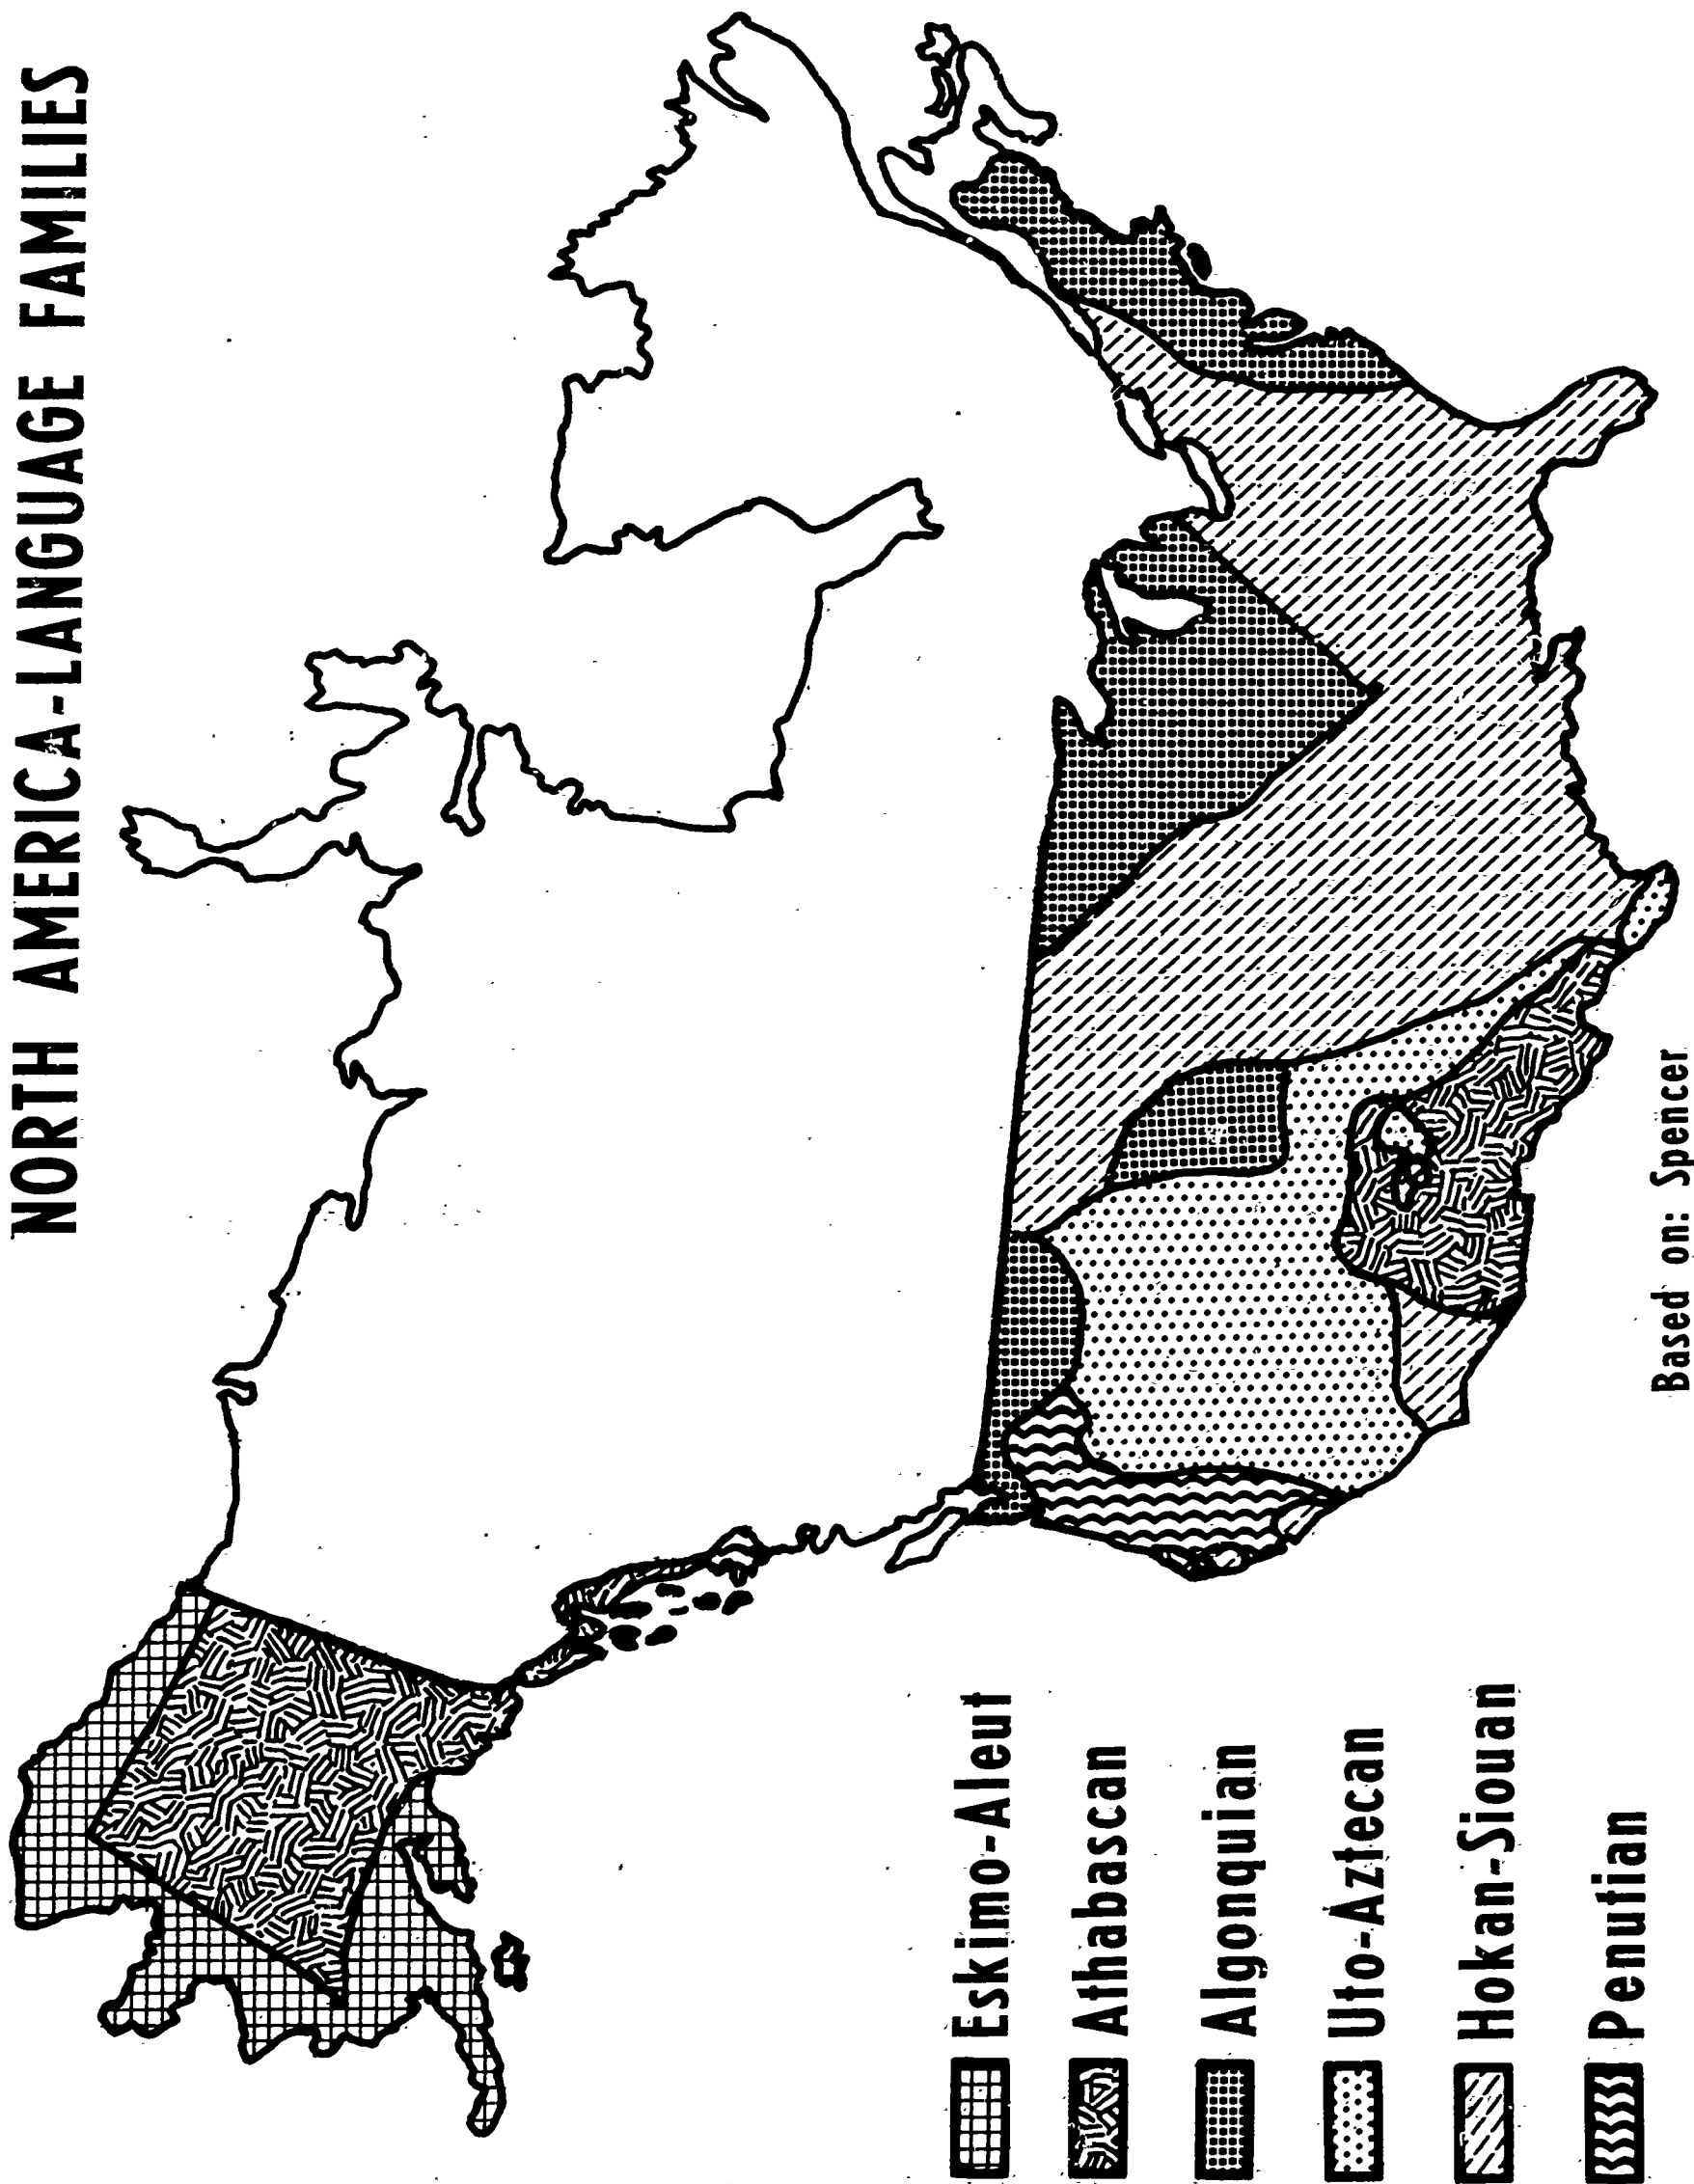 NORTH AMERICA-LANGUAGE FAMILIES
Eskimo-Aleut
Athabascan
Algonquian
Uto-Aztecan
Hokan-Siouan
Penutian
Based on: Spencer